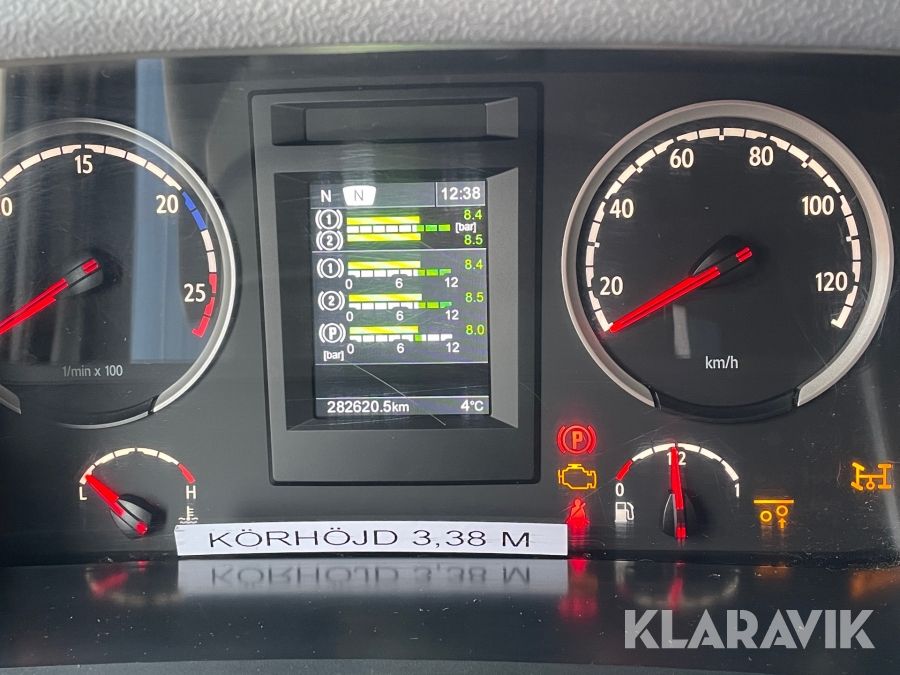 KLARAVIK
15
20
25
0
1/min x 100
N N 12:38
1 8.4
[bar]
2 8.5
1 8.4
0 6 12
2 8.5
0 6 12
P 8.0
[bar] 0 6 12
282620.5km 4°C
20
40
60
80
100
120
km/h
L H
P
0 1/2 1
KÖRHÖJD 3,38 M
KLARAVIK